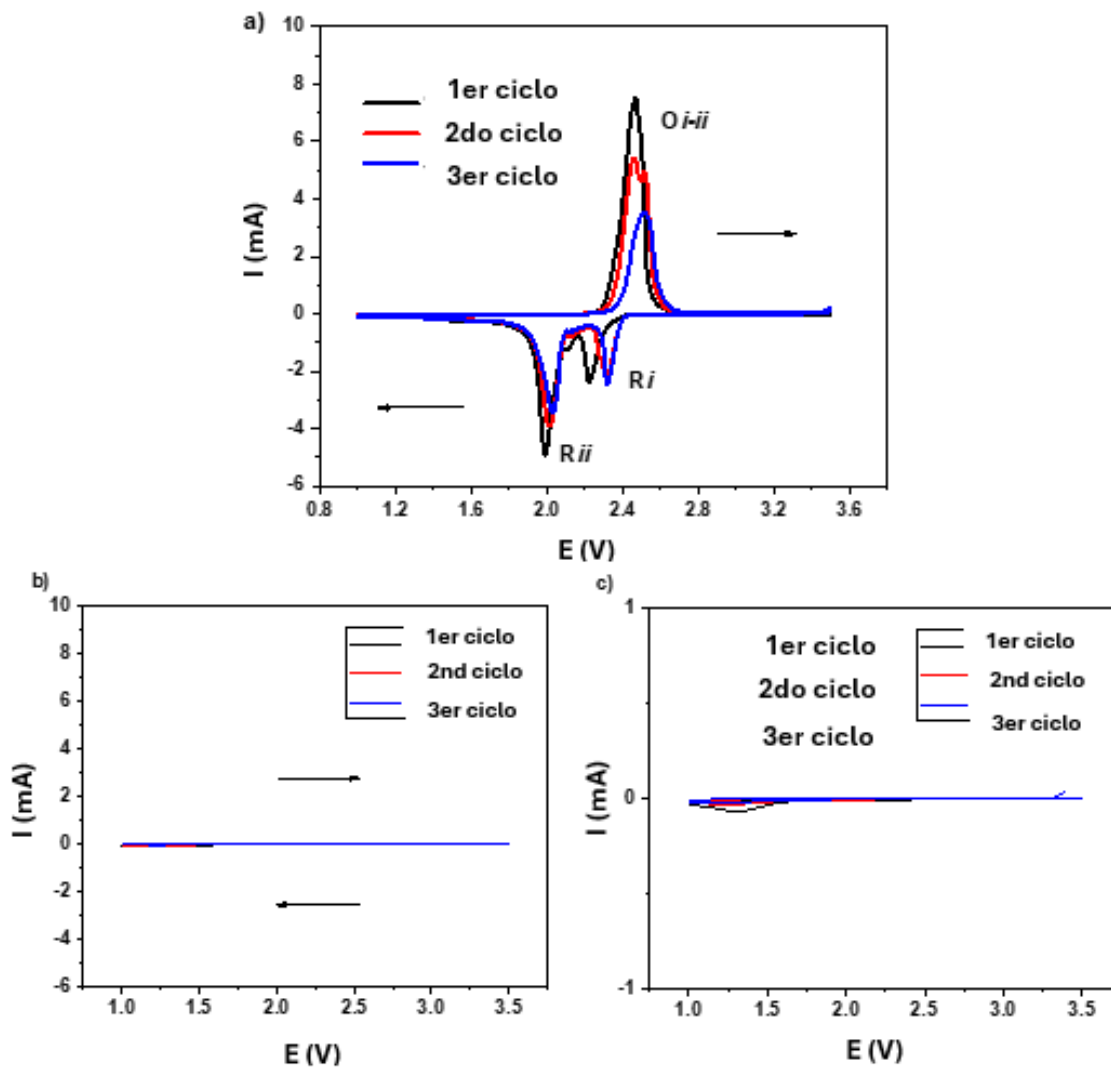 a)
10
8
6
4
2
0
-2
-4
-6
I (mA)
1er ciclo
2do ciclo
3er ciclo
O i-ii
R i
R ii
0.8 1.2 1.6 2.0 2.4 2.8 3.2 3.6
E (V)
b)
10
8
6
4
2
0
-2
-4
-6
I (mA)
1er ciclo
2nd ciclo
3er ciclo
1.0 1.5 2.0 2.5 3.0 3.5
E (V)
c)
1
0
-1
I (mA)
1er ciclo
2do ciclo
3er ciclo
1er ciclo
2nd ciclo
3er ciclo
1.0 1.5 2.0 2.5 3.0 3.5
E (V)